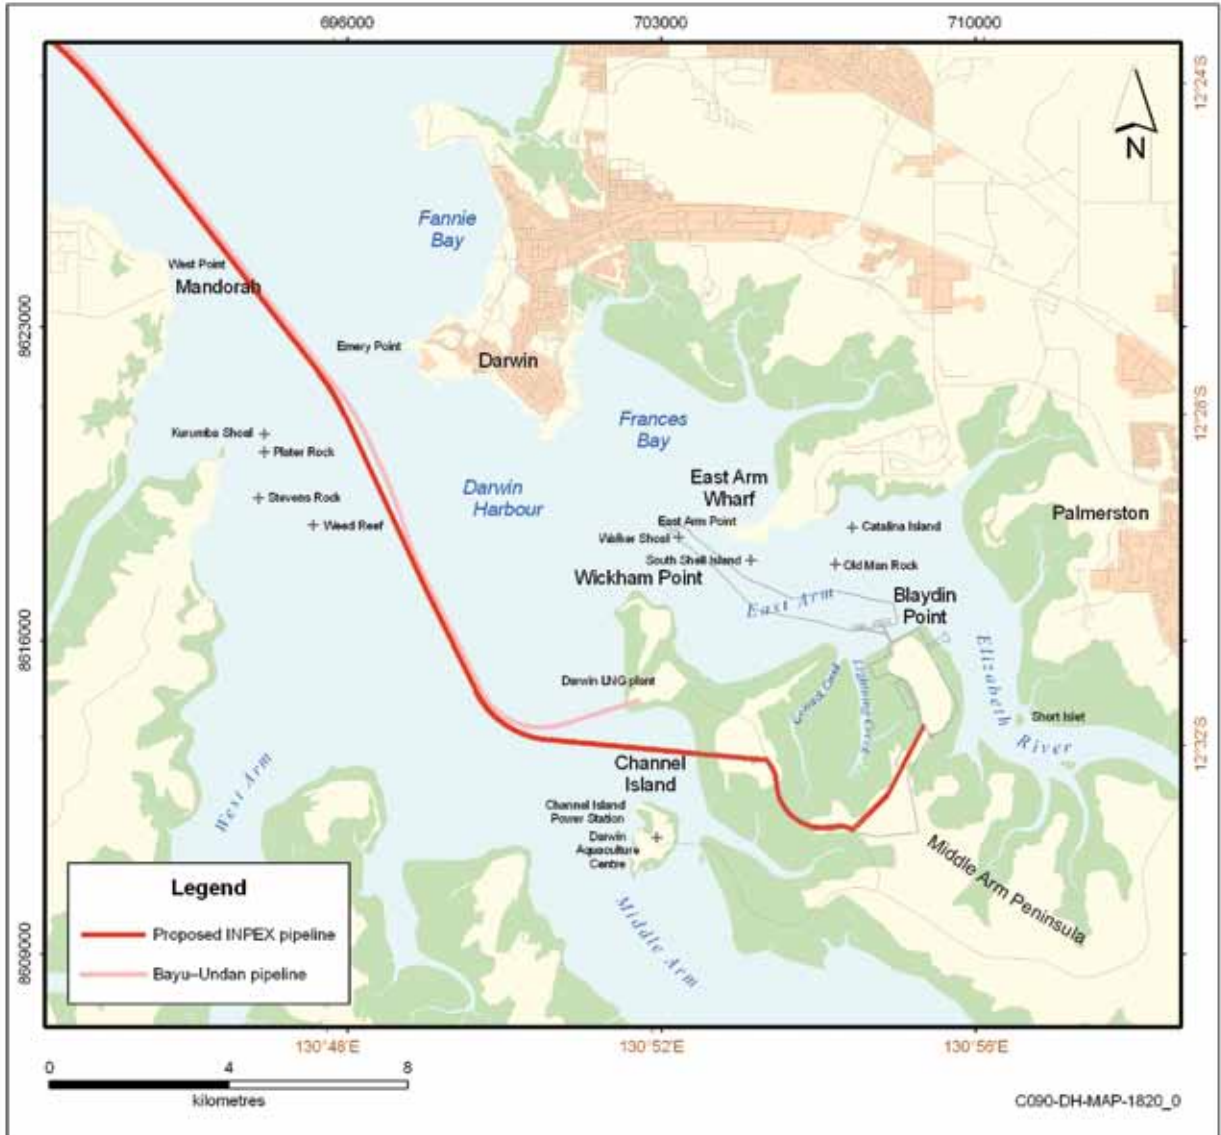 696000
703000
710000
12°24'S
N
Fannie
Bay
West Point
Mandorah
8623000
Emery Point
Darwin
12°28'S
Frances
Bay
Kurumba Shoal
Plater Rock
East Arm
Wharf
Darwin
Harbour
Stevens Rock
Weed Reef
East Arm Point
Catalina Island
Palmerston
Walker Shoal
South Shell Island
Old Man Rock
Wickham Point
East Arm
Blaydin
Point
8616000
Elizabeth
River
Darwin LNG plant
Lightning Creek
Short Islet
12°32'S
West Arm
Channel
Island
Channel Island
Power Station
Darwin
Aquaculture
Centre
Middle Arm Peninsula
Middle Arm
Legend
Proposed INPEX pipeline
Bayu–Undan pipeline
8609000
130°48'E
130°52'E
130°56'E
0 4 8
kilometres
C090-DH-MAP-1820_0